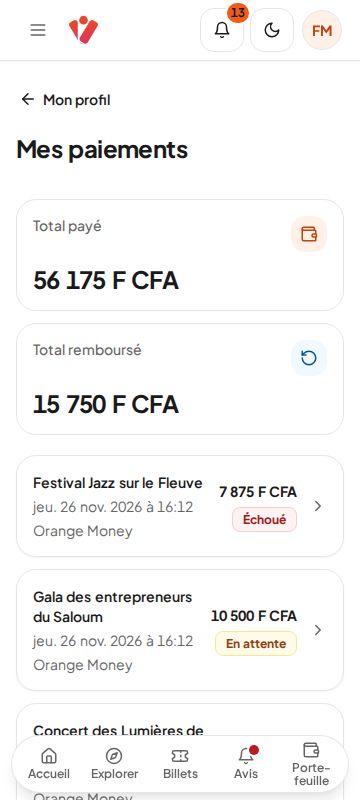 13
FM
Mon profil
Mes paiements
Total payé
56 175 F CFA
Total remboursé
15 750 F CFA
Festival Jazz sur le Fleuve
7 875 F CFA
jeu. 26 nov. 2026 à 16:12
Échoué
Orange Money
Gala des entrepreneurs
du Saloum
10 500 F CFA
jeu. 26 nov. 2026 à 16:12
En attente
Orange Money
Concert des Lumières de
Accueil
Explorer
Billets
Avis
Porte-
feuille
Orange Money